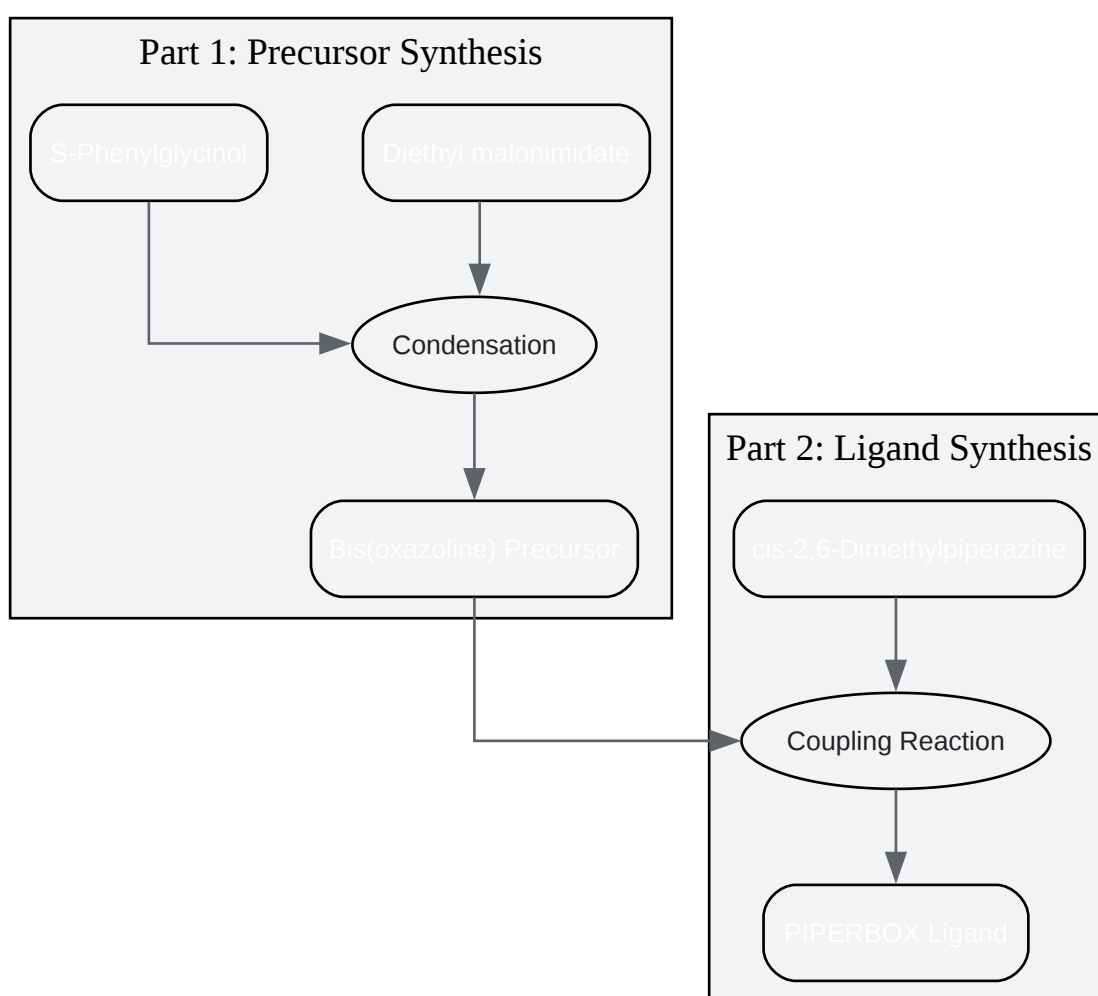 Part 1: Precursor Synthesis
S-Phenylglycinol
Diethyl malonimidate
Condensation
Bis(oxazoline) Precursor
Part 2: Ligand Synthesis
cis-2,6-Dimethylpiperazine
Coupling Reaction
PIPERBOX Ligand